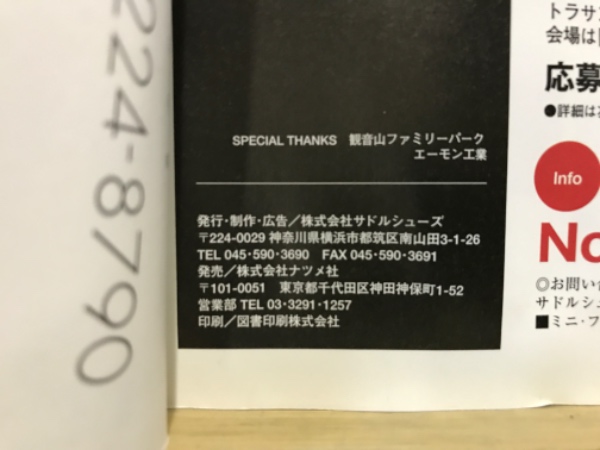 224-8790
SPECIAL THANKS 観音山ファミリーパーク
エーモン工業
発行・制作・広告／株式会社サドルシューズ
〒224-0029 神奈川県横浜市都筑区南山田3-1-26
TEL 045・590・3690 FAX 045・590・3691
発売／株式会社ナツメ社
〒101-0051 東京都千代田区神田神保町1-52
営業部 TEL 03・3291・1257
印刷／図書印刷株式会社
トラサ
会場は
応募
●詳細は
Info
No
◎お問い
サドルシ
■ミニ・フ